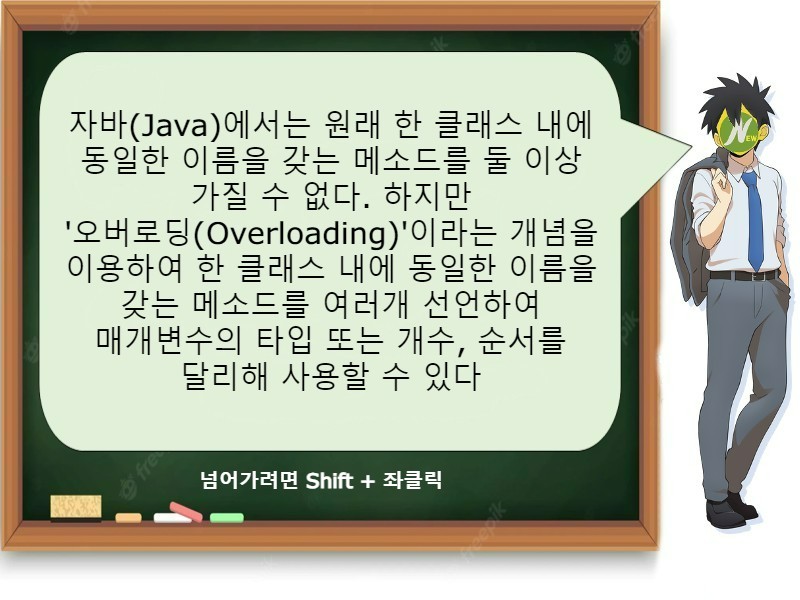 자바(Java)에서는 원래 한 클래스 내에
동일한 이름을 갖는 메소드를 둘 이상
가질 수 없다. 하지만
'오버로딩(Overloading)'이라는 개념을
이용하여 한 클래스 내에 동일한 이름을
갖는 메소드를 여러개 선언하여
매개변수의 타입 또는 개수, 순서를
달리해 사용할 수 있다
넘어가려면 Shift + 좌클릭
NEW
freepik